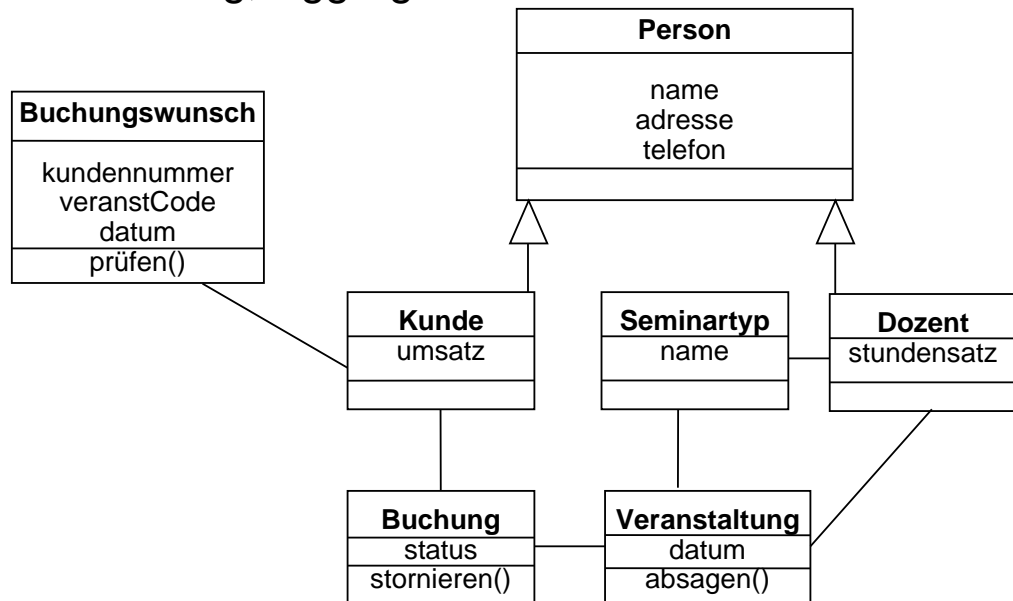 Person
name
adresse
telefon
Buchungswunsch
kundennummer
veranstCode
datum
prüfen()
Kunde
umsatz
Seminartyp
name
Dozent
stundensatz
Buchung
status
stornieren()
Veranstaltung
datum
absagen()